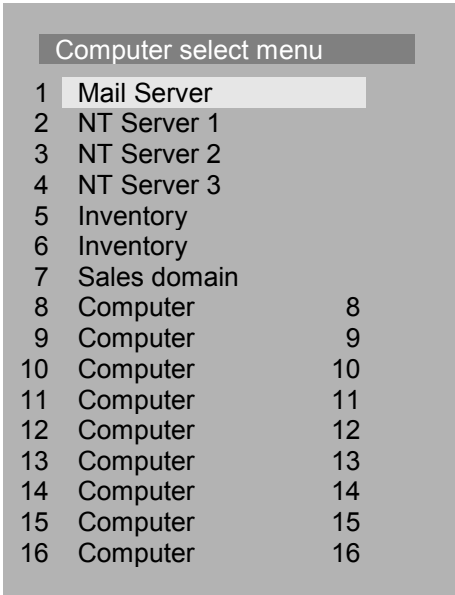 Computer select menu
1 Mail Server
2 NT Server 1
3 NT Server 2
4 NT Server 3
5 Inventory
6 Inventory
7 Sales domain
8 Computer 8
9 Computer 9
10 Computer 10
11 Computer 11
12 Computer 12
13 Computer 13
14 Computer 14
15 Computer 15
16 Computer 16